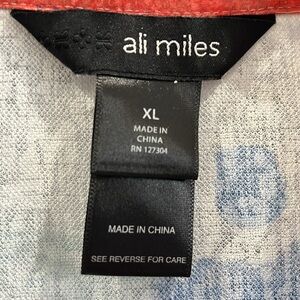 ali miles
XL
MADE IN
CHINA
RN 127304
MADE IN CHINA
SEE REVERSE FOR CARE